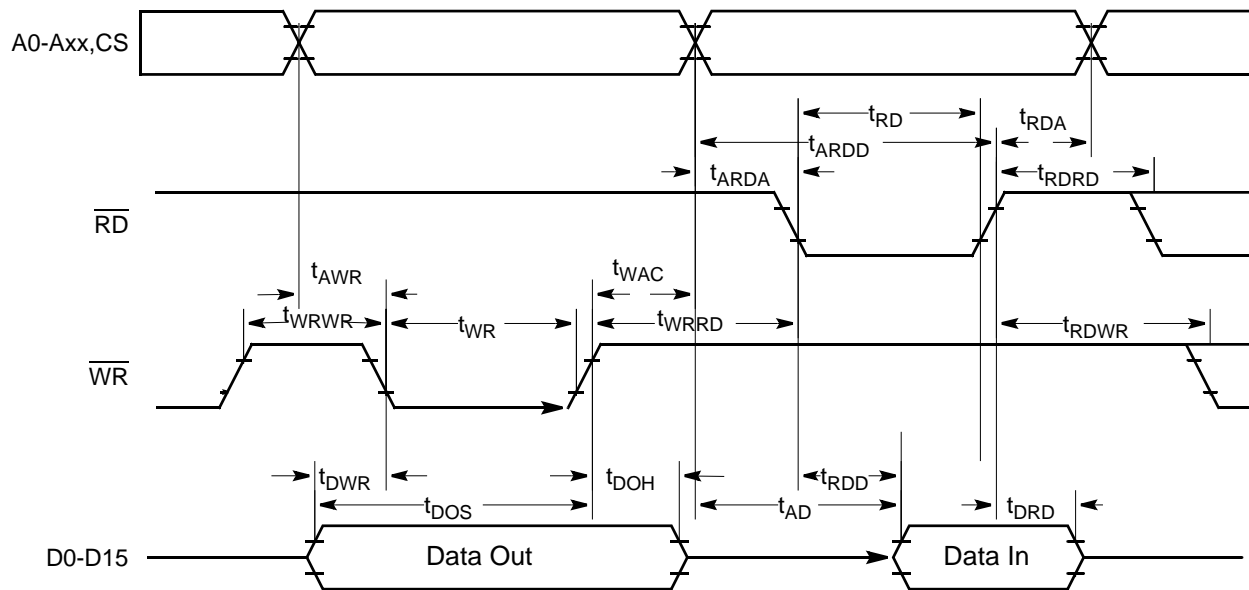 A0-Axx,CS
tRD
tRDA
tARDD
tARDA
tRDRD
RD
tAWR
tWAC
tWRWR
tWR
tWRRD
tRDWR
WR
tDWR
tDOH
tRDD
tDOS
tAD
tDRD
D0-D15
Data Out
Data In